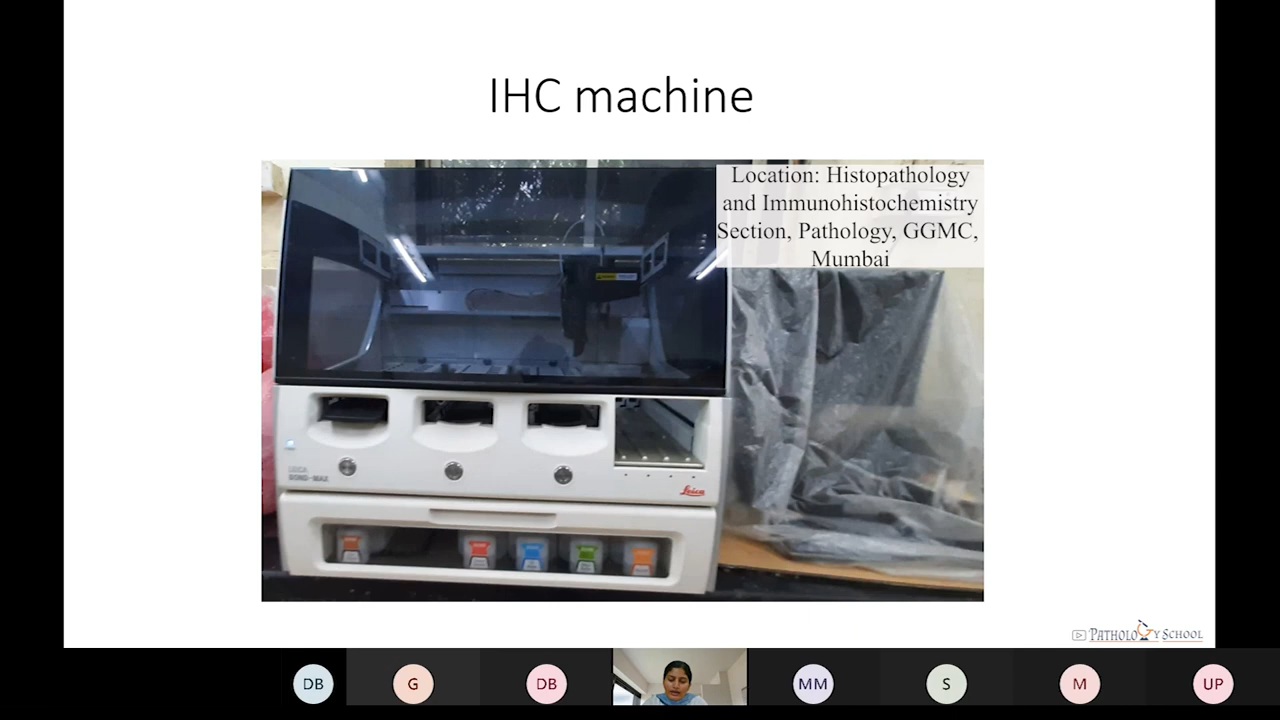 IHC machine
Location: Histopathology
and Immunohistochemistry
Section, Pathology, GGMC,
Mumbai
LEICA
BOND-MAX
Leica
PATHOLOGY SCHOOL
DB
G
DB
MM
S
M
UP